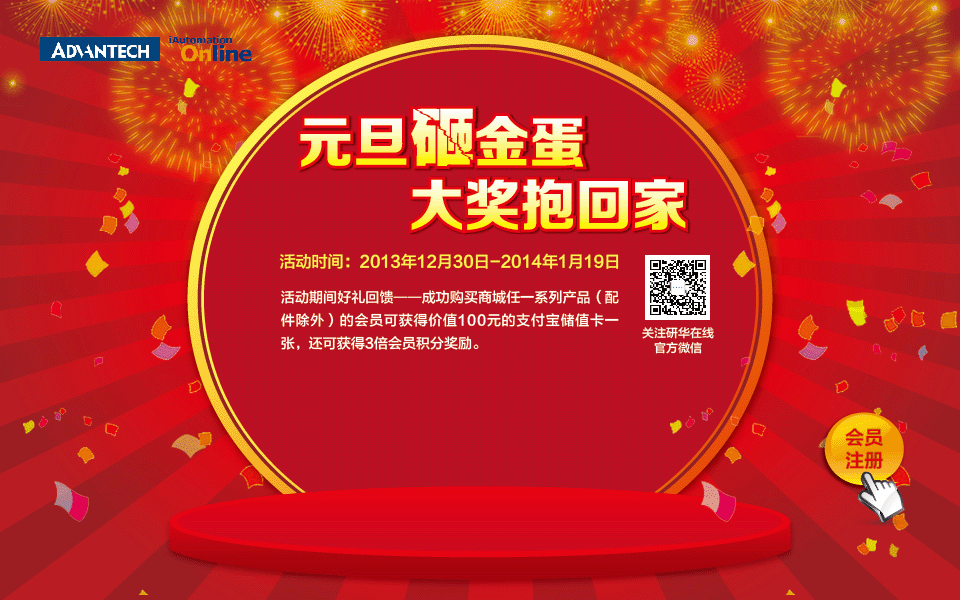 ADVANTECH
iAutomation
Online
元旦砸金蛋
大奖抱回家
活动时间：2013年12月30日-2014年1月19日
活动期间好礼回馈——成功购买商城任一系列产品（配
件除外）的会员可获得价值100元的支付宝储值卡一
张，还可获得3倍会员积分奖励。
关注研华在线
官方微信
会员
注册